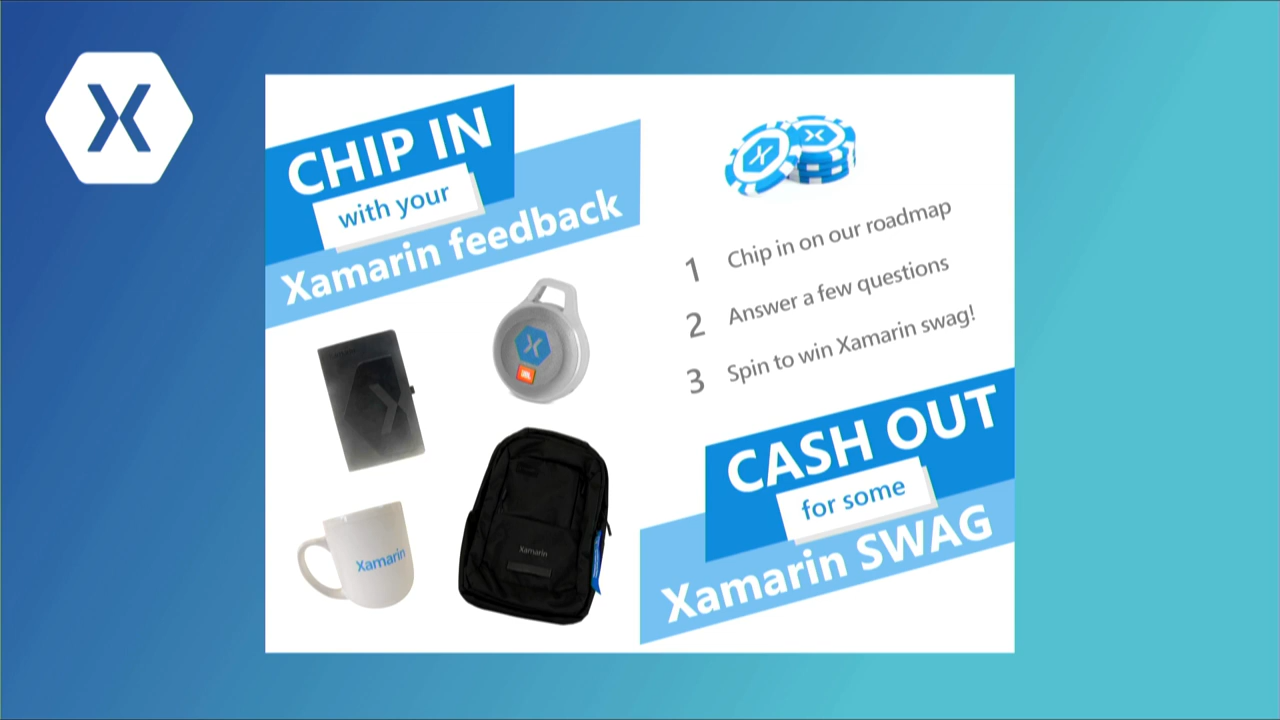 CHIP IN
with your
Xamarin feedback
JBL
Xamarin
Xamarin
1 Chip in on our roadmap
2 Answer a few questions
3 Spin to win Xamarin swag!
CASH OUT
for some
Xamarin SWAG